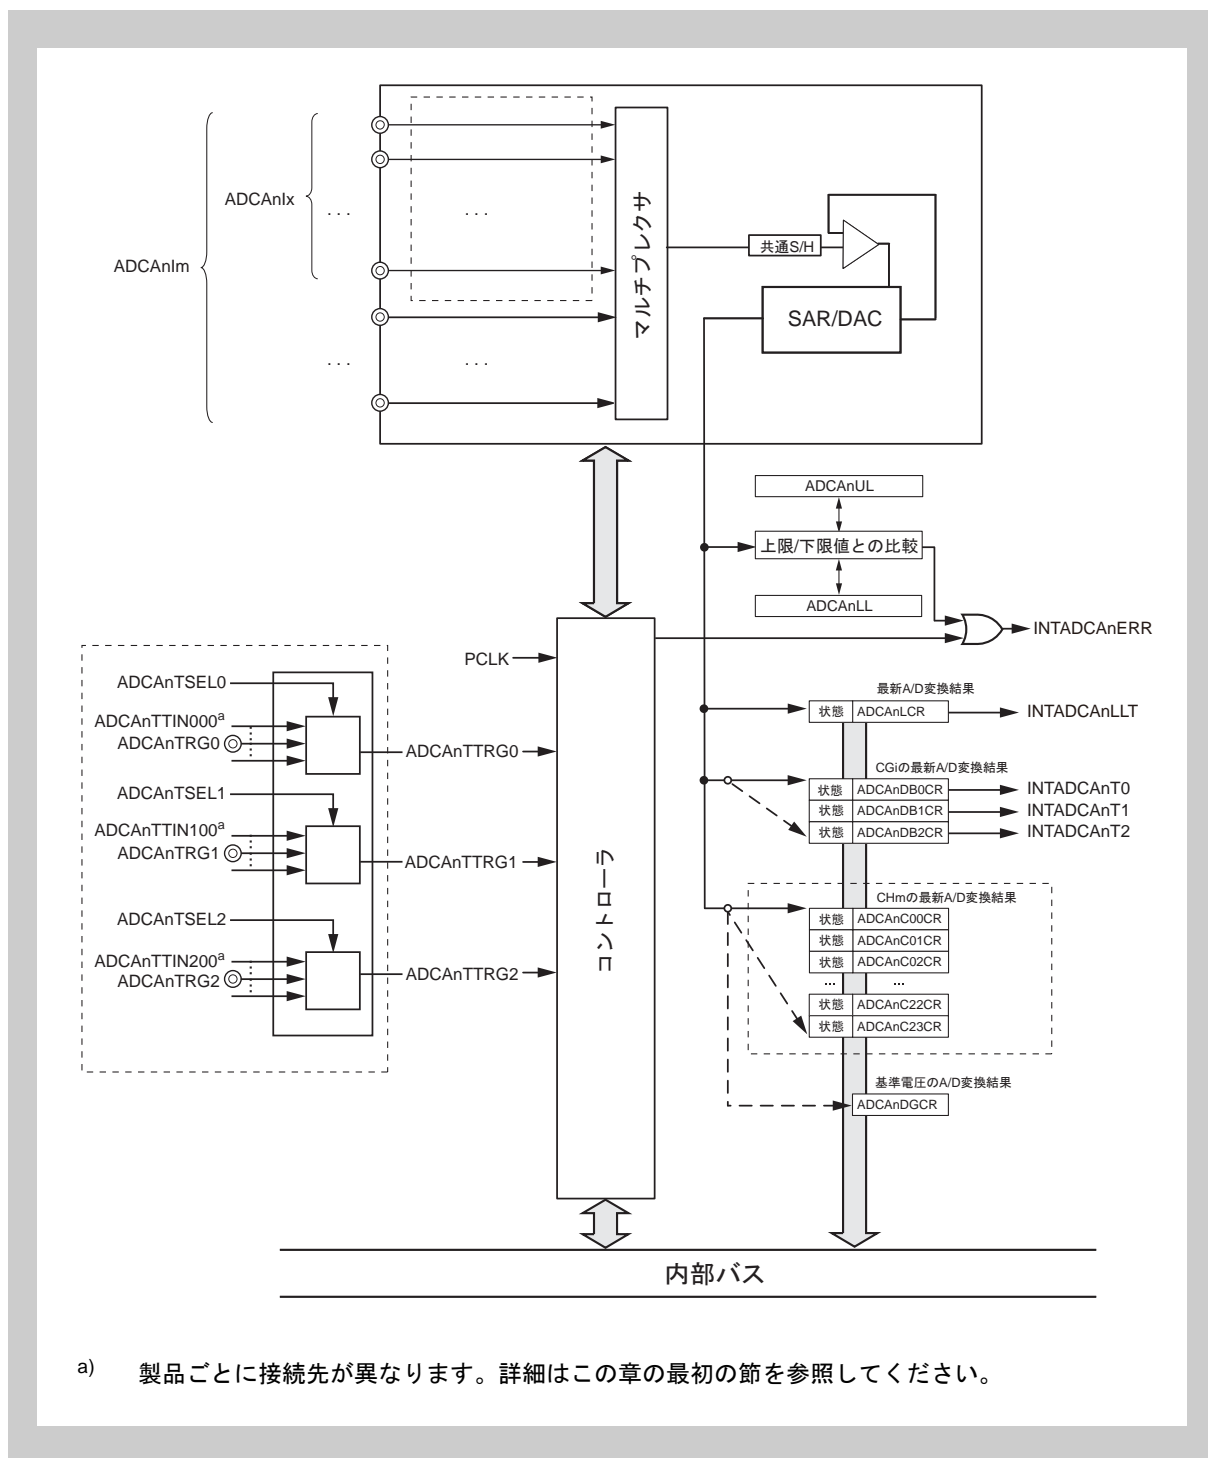 ADCAnIx
. . .
. . .
ADCAnIm
マルチプレクサ
共通S/H
SAR/DAC
. . .
. . .
ADCAnUL
上限/下限値との比較
ADCAnLL
INTADCAnERR
PCLK
ADCAnTSEL0
ADCAnTTIN000a
ADCAnTRG0
ADCAnTTRG0
ADCAnTSEL1
ADCAnTTIN100a
ADCAnTRG1
ADCAnTTRG1
ADCAnTSEL2
ADCAnTTIN200a
ADCAnTRG2
ADCAnTTRG2
コントローラ
最新A/D変換結果
状態 ADCAnLCR
INTADCAnLLT
CGiの最新A/D変換結果
状態 ADCAnDB0CR
INTADCAnT0
状態 ADCAnDB1CR
INTADCAnT1
状態 ADCAnDB2CR
INTADCAnT2
CHmの最新A/D変換結果
状態 ADCAnC00CR
状態 ADCAnC01CR
状態 ADCAnC02CR
... ...
状態 ADCAnC22CR
状態 ADCAnC23CR
基準電圧のA/D変換結果
ADCAnDGCR
内部バス
a) 製品ごとに接続先が異なります。詳細はこの章の最初の節を参照してください。